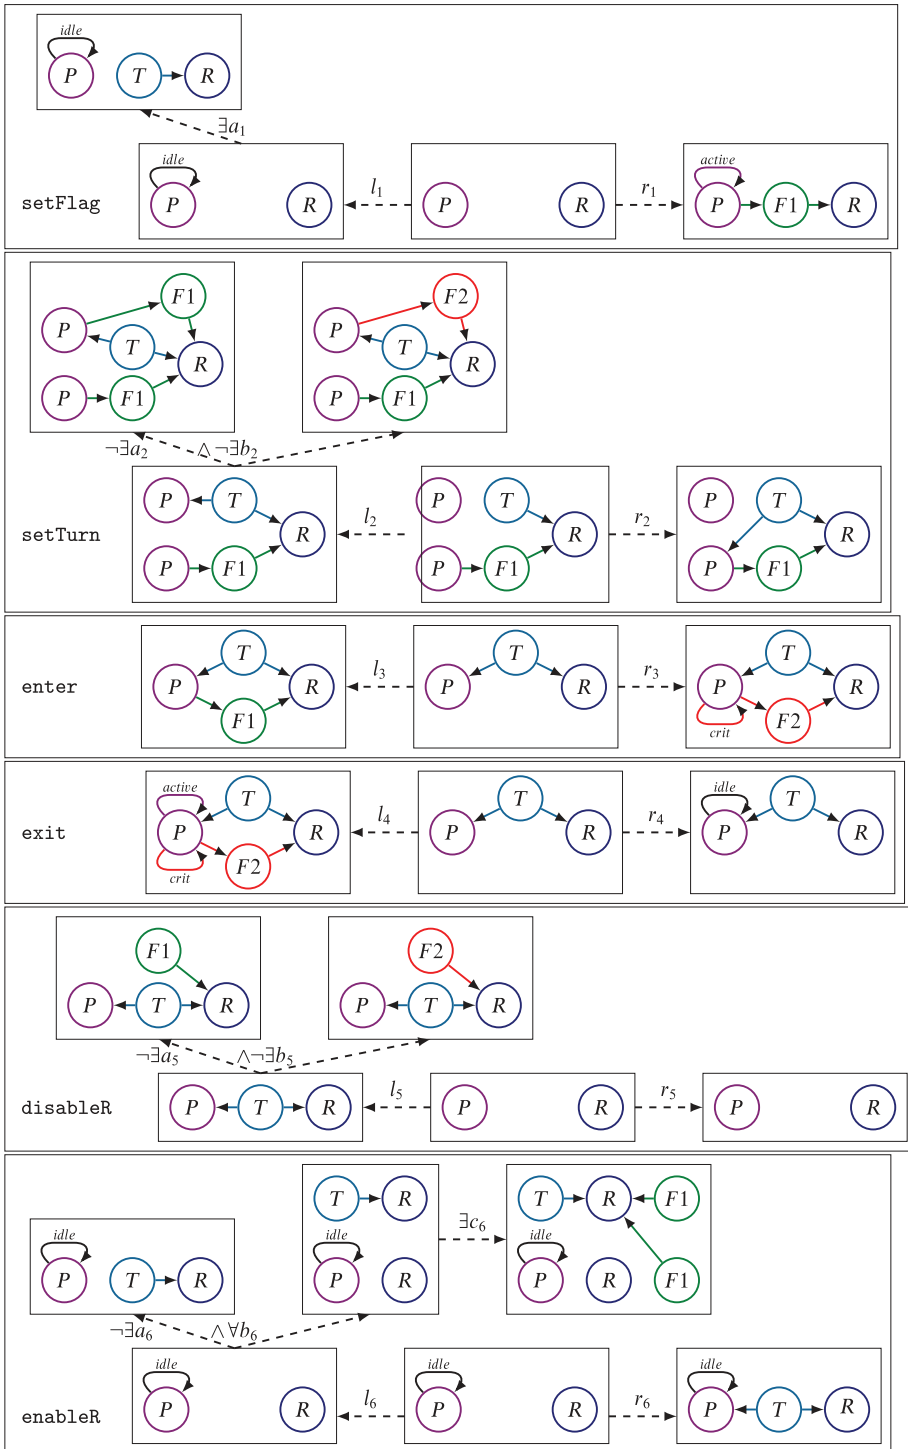 idle
P T R
∃a₁
idle idle active
setFlag P R l₁ P R r₁ P F1 R
F1 F2
P P
T T
R R
P F1 P F1
¬∃a₂ ∧¬∃b₂
P T P T P T
setTurn R l₂ R r₂ R
P F1 P F1 P F1
T T T
enter P R l₃ P R r₃ P R
F1 crit F2
active T T idle T
exit P R l₄ P R r₄ P R
crit F2
F1 F2
P T R P T R
¬∃a₅ ∧¬∃b₅
disableR P T R l₅ P R r₅ P R
T R T R F1
∃c₆
idle idle idle
P T R P R P R F1
¬∃a₆ ∧∀b₆
idle idle idle
enableR P R l₆ P R r₆ P T R